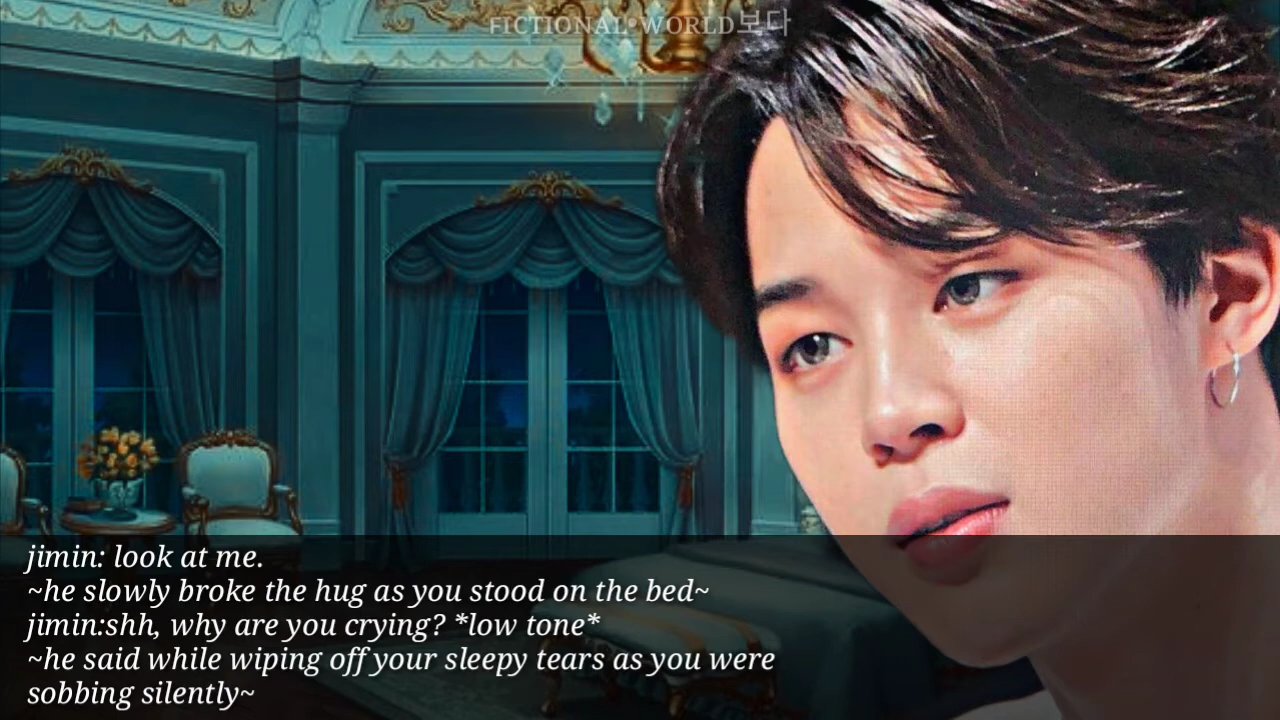 FICTIONAL•WORLD보다
jimin: look at me.
~he slowly broke the hug as you stood on the bed~
jimin:shh, why are you crying? *low tone*
~he said while wiping off your sleepy tears as you were
sobbing silently~